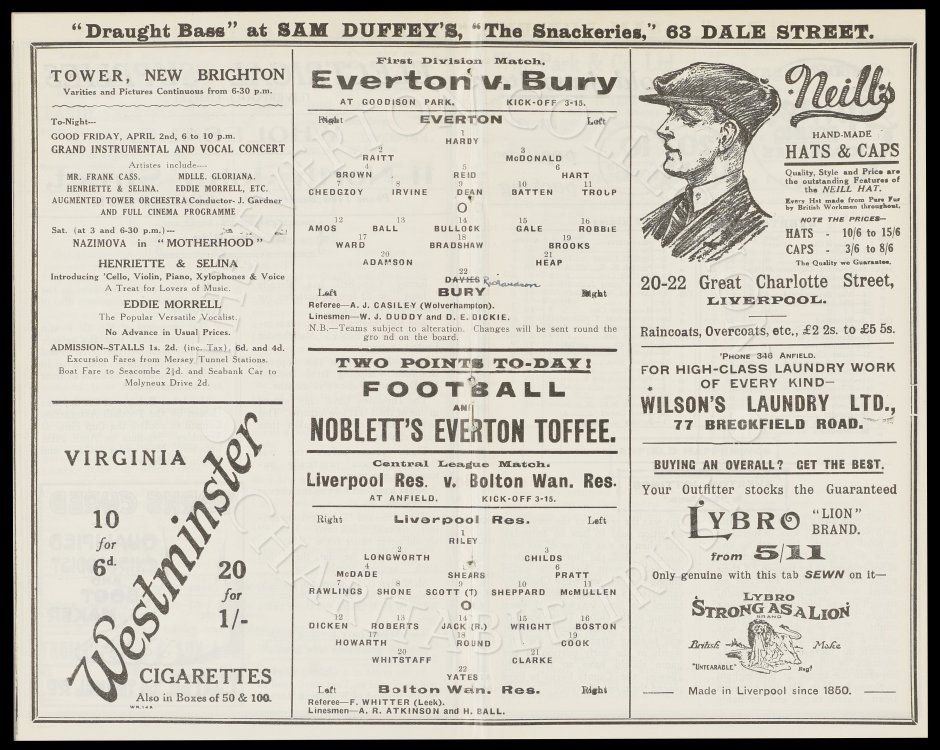 "Draught Bass" at SAM DUFFEY'S, "The Snackeries," 63 DALE STREET.
TOWER, NEW BRIGHTON
Varieties and Pictures Continuous from 6-30 p.m.
To-Night—
GOOD FRIDAY, APRIL 2nd, 6 to 10 p.m.
GRAND INSTRUMENTAL AND VOCAL CONCERT
Artistes include—
MR. FRANK CASS. MDLLE. GLORIANA.
HENRIETTE & SELINA. EDDIE MORRELL, ETC.
AUGMENTED TOWER ORCHESTRA Conductor- J. Gardner
AND FULL CINEMA PROGRAMME
Sat. (at 3 and 6-30 p.m.)—
NAZIMOVA in "MOTHERHOOD"
HENRIETTE & SELINA
Introducing 'Cello, Violin, Piano, Xylophones & Voice
A Treat for Lovers of Music.
EDDIE MORRELL
The Popular Versatile Vocalist.
No Advance in Usual Prices.
ADMISSION-STALLS 1s. 2d. (inc. Tax), 6d. and 4d.
Excursion Fares from Mersey Tunnel Stations.
Boat Fare to Seacombe 2½d. and Seabank Car to
Molyneux Drive 2d.
VIRGINIA
Westminster
10
for
6d.
20
for
1/-
CIGARETTES
Also in Boxes of 50 & 100.
First Division Match.
Everton v. Bury
AT GOODISON PARK. KICK-OFF 3-15.
Right EVERTON Left
1
HARDY
2 3
RAITT McDONALD
4 5 6
BROWN REID HART
7 8 9 10 11
CHEDGZOY IRVINE DEAN BATTEN TROUP
O
12 13 14 15 16
AMOS BALL BULLOCK GALE ROBBIE
17 18 19
WARD BRADSHAW BROOKS
20 21
ADAMSON HEAP
22
DAVIES Richardson
Left BURY Right
Referee—A. J. CASILEY (Wolverhampton).
Linesmen—W. J. DUDDY and D. E. DICKIE.
N.B.—Teams subject to alteration. Changes will be sent round the
gro nd on the board.
TWO POINTS TO-DAY!
FOOTBALL
AND
NOBLETT'S EVERTON TOFFEE.
Central League Match.
Liverpool Res. v. Bolton Wan. Res.
AT ANFIELD. KICK-OFF 3-15.
Right Liverpool Res. Left
1
RILEY
2 3
LONGWORTH CHILDS
4 5 6
McDADE SHEARS PRATT
7 8 9 10 11
RAWLINGS SHONE SCOTT (T) SHEPPARD McMULLEN
O
12 13 14 15 16
DICKEN ROBERTS JACK (R.) WRIGHT BOSTON
17 18 19
HOWARTH ROUND COOK
20 21
WHITSTAFF CLARKE
22
YATES
Left Bolton Wan. Res. Right
Referee—F. WHITTER (Leek).
Linesmen—A. R. ATKINSON and H. BALL.
Neill's
HAND-MADE
HATS & CAPS
Quality, Style and Price are
the outstanding Features of
the NEILL HAT.
Every Hat made from Pure Fur
by British Workmen throughout.
NOTE THE PRICES—
HATS - 10/6 to 15/6
CAPS - 3/6 to 8/6
The Quality we Guarantee.
20-22 Great Charlotte Street,
LIVERPOOL.
Raincoats, Overcoats, etc., £2 2s. to £5 5s.
'PHONE 346 ANFIELD.
FOR HIGH-CLASS LAUNDRY WORK
OF EVERY KIND—
WILSON'S LAUNDRY LTD.,
77 BRECKFIELD ROAD.
BUYING AN OVERALL? GET THE BEST.
Your Outfitter stocks the Guaranteed
LYBRO "LION"
BRAND.
from 5/11
Only genuine with this tab SEWN on it—
LYBRO
STRONG AS A LION
BRAND
British Make
"UNTEARABLE" Regd
Made in Liverpool since 1850.